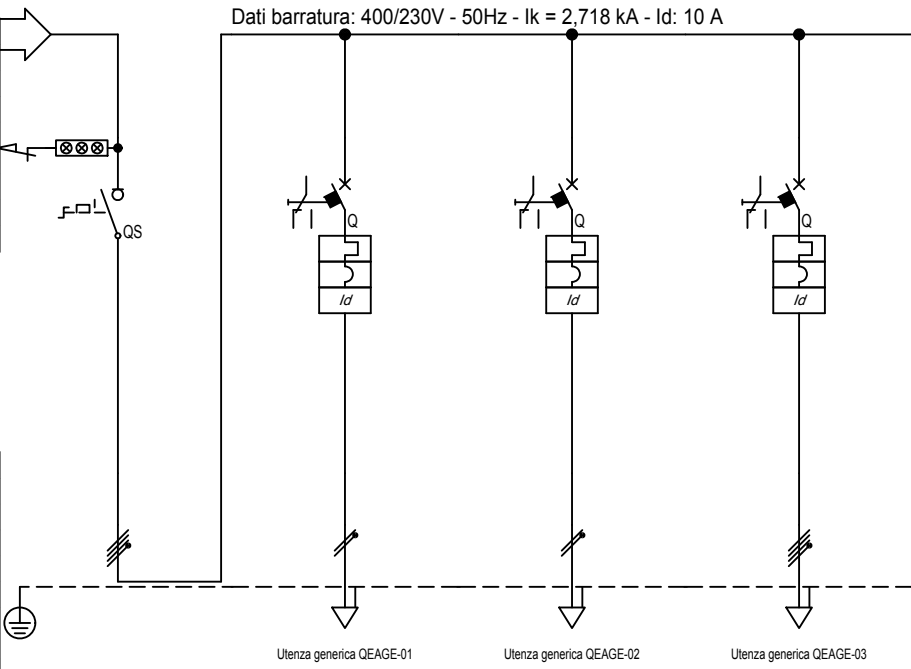 Dati barratura: 400/230V - 50Hz - Ik = 2,718 kA - Id: 10 A
QS
Q
Q
Q
Id
Id
Id
Utenza generica QEAGE-01
Utenza generica QEAGE-02
Utenza generica QEAGE-03